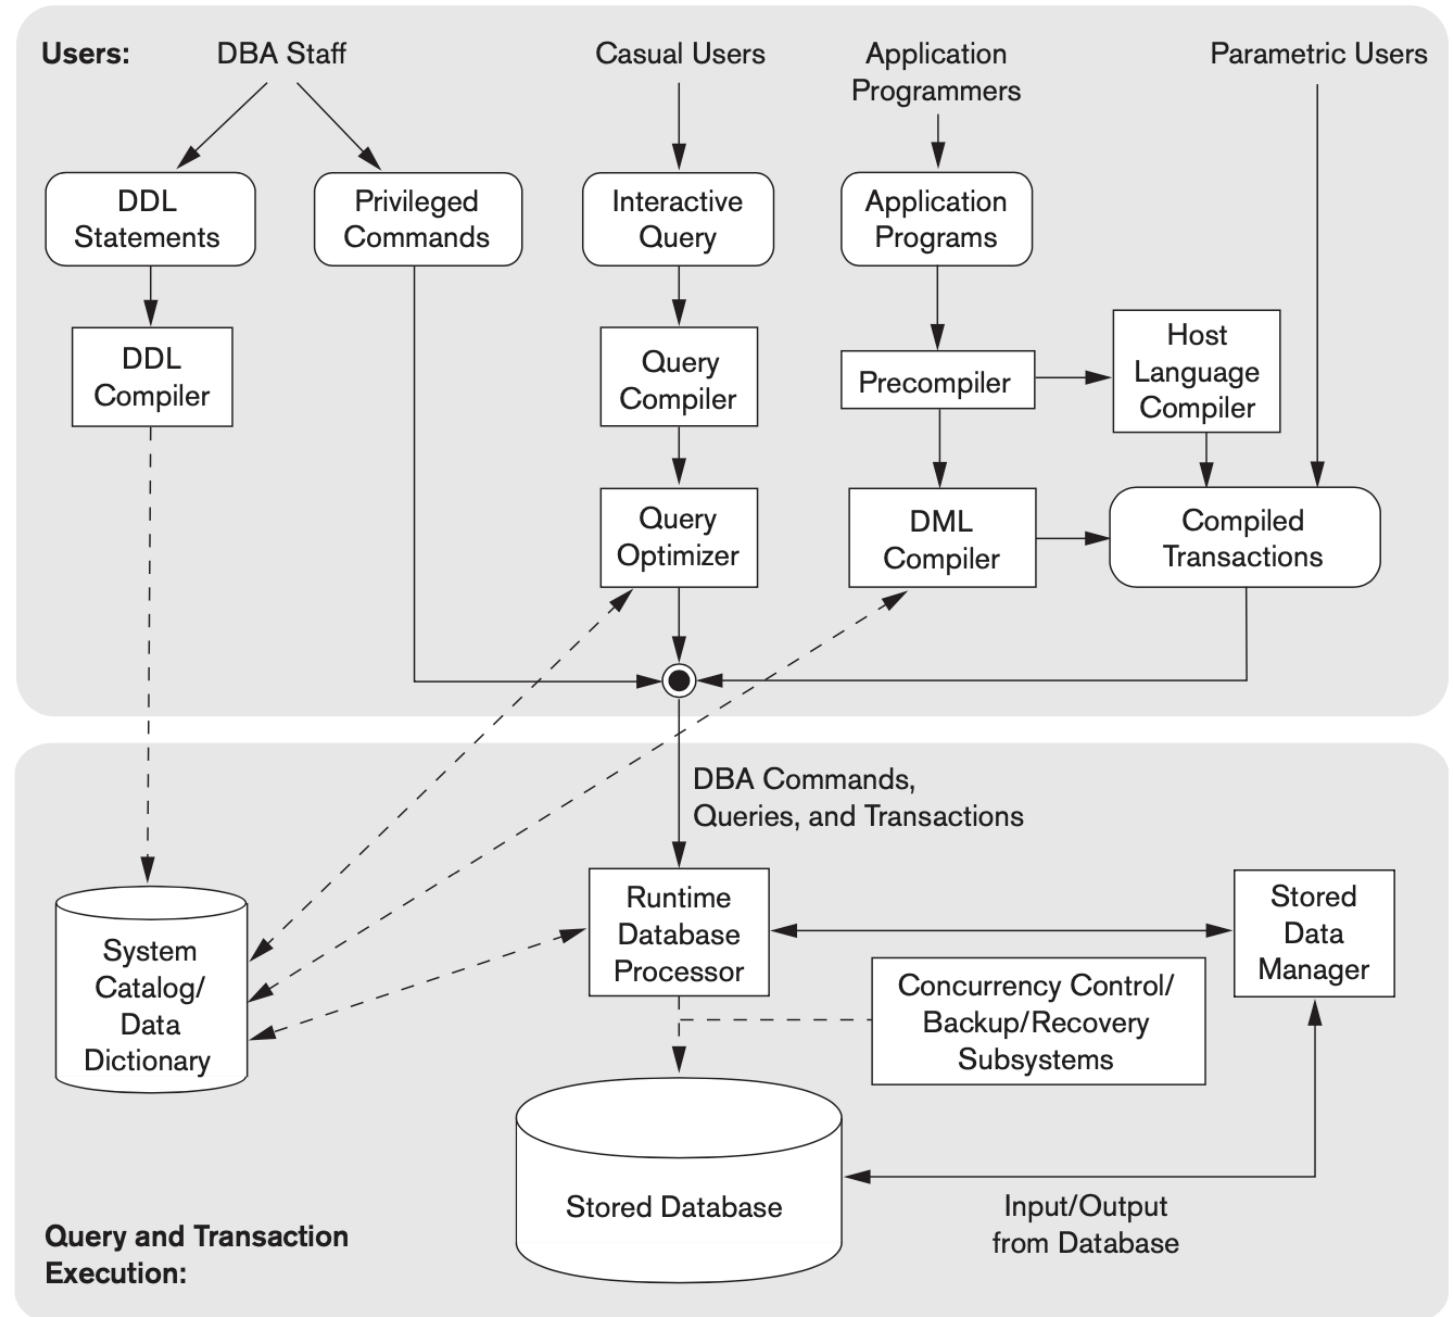 Users:
DBA Staff
Casual Users
Application
Programmers
Parametric Users
DDL
Statements
Privileged
Commands
Interactive
Query
Application
Programs
DDL
Compiler
Query
Compiler
Precompiler
Host
Language
Compiler
Query
Optimizer
DML
Compiler
Compiled
Transactions
DBA Commands,
Queries, and Transactions
System
Catalog/
Data
Dictionary
Runtime
Database
Processor
Stored
Data
Manager
Concurrency Control/
Backup/Recovery
Subsystems
Stored Database
Input/Output
from Database
Query and Transaction
Execution: